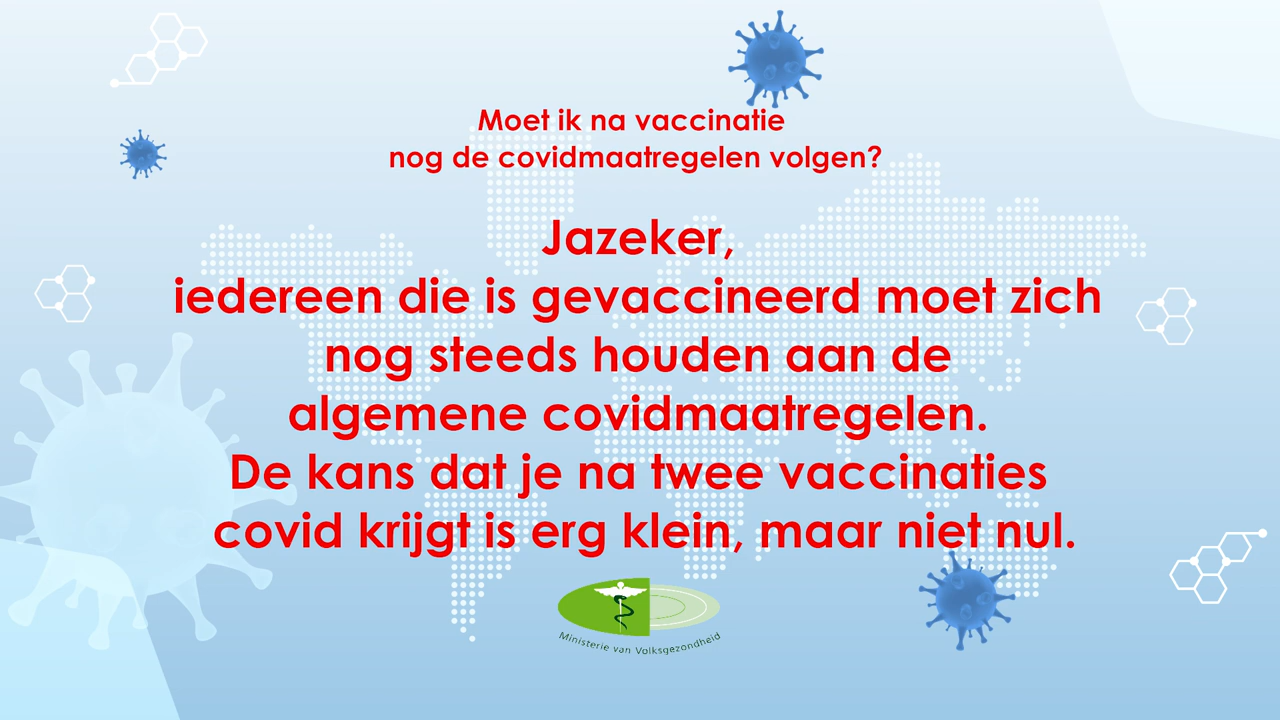 Moet ik na vaccinatie
nog de covidmaatregelen volgen?
Jazeker,
iedereen die is gevaccineerd moet zich
nog steeds houden aan de
algemene covidmaatregelen.
De kans dat je na twee vaccinaties
covid krijgt is erg klein, maar niet nul.
Ministerie van Volksgezondheid